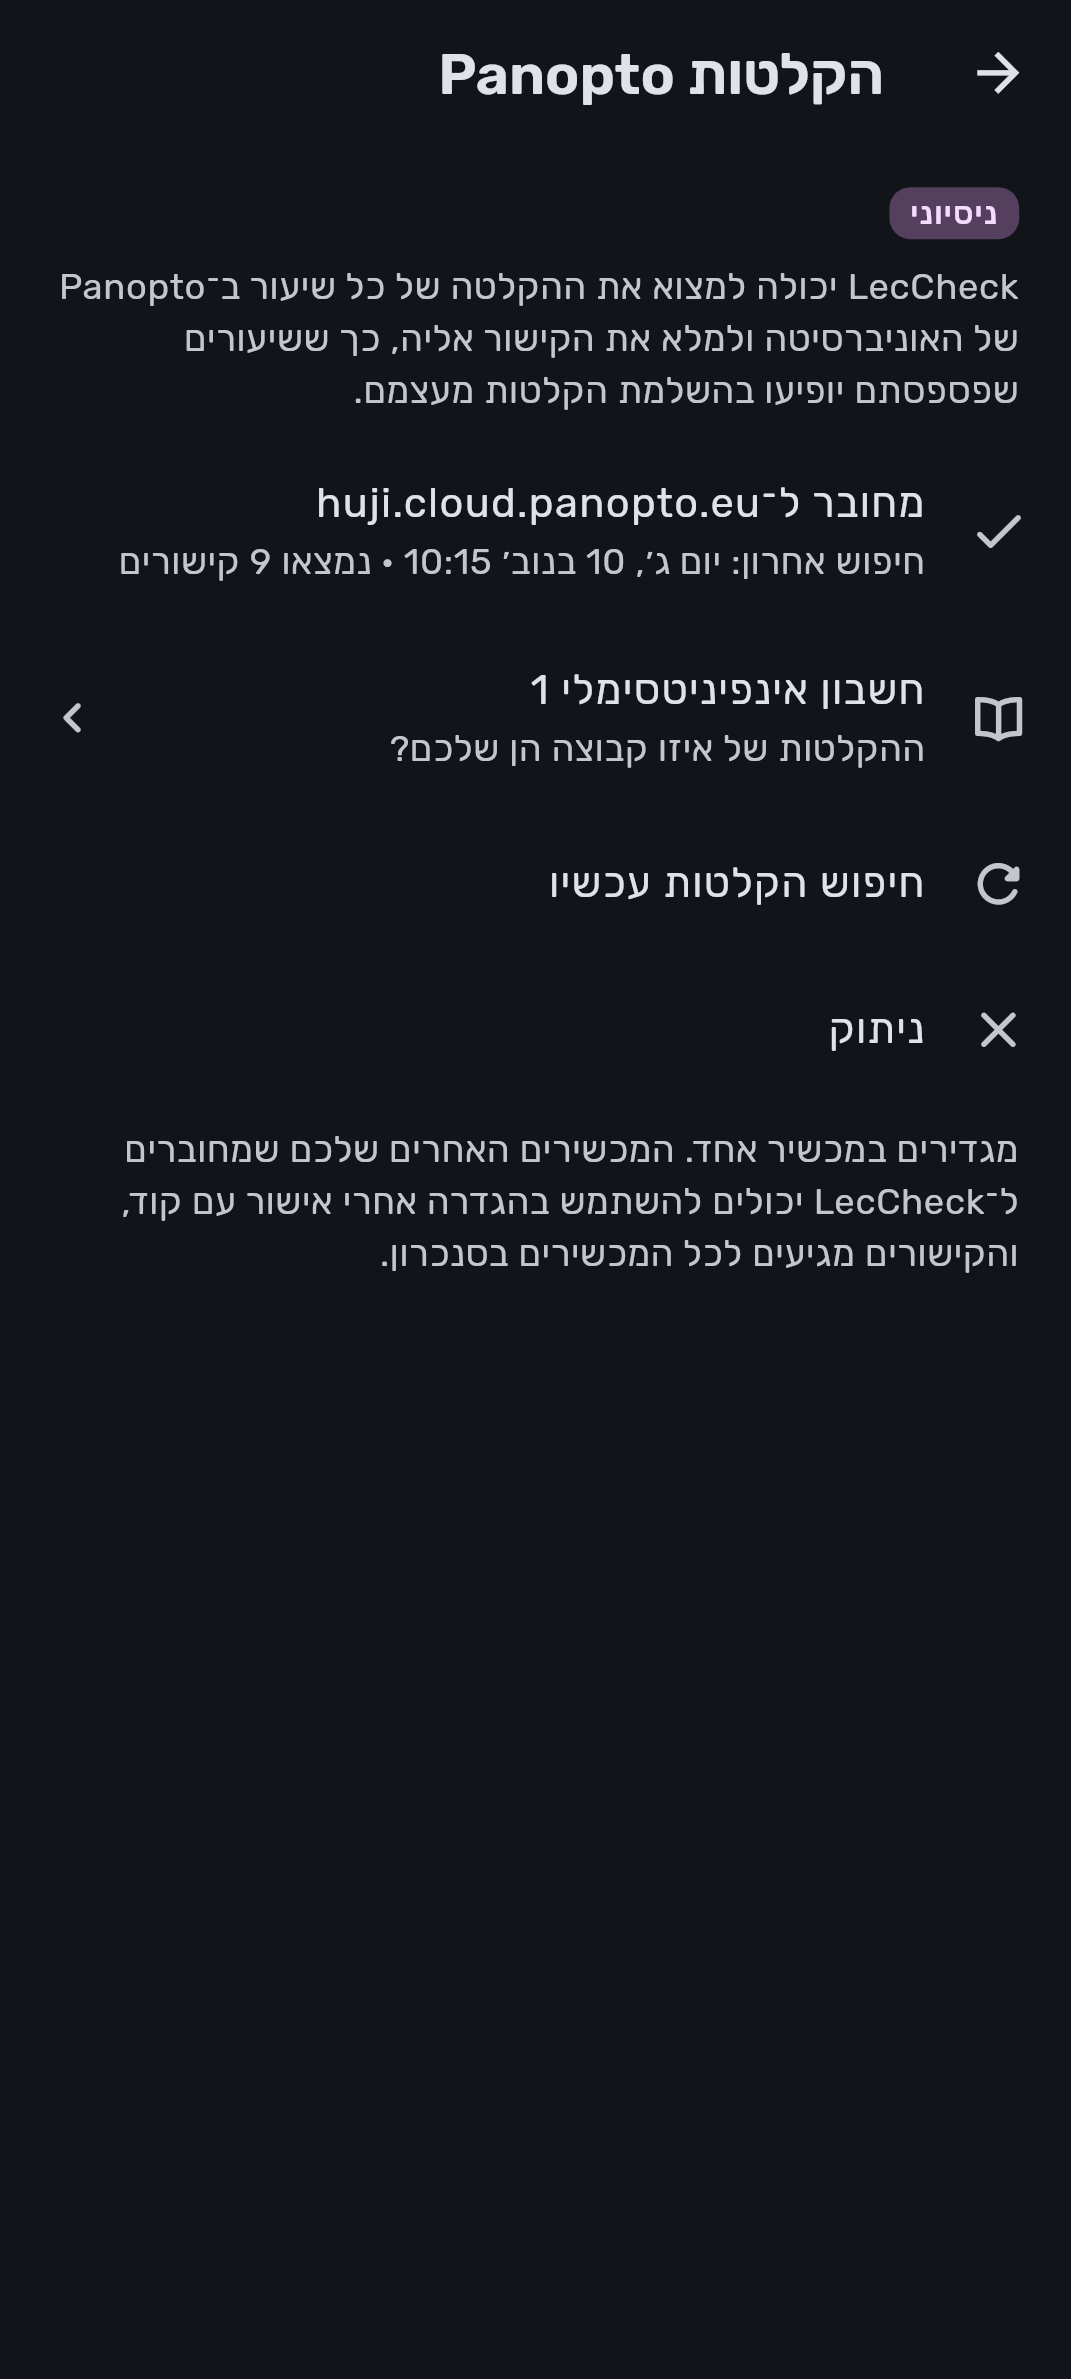 הקלטות Panopto
ניסיוני
LecCheck יכולה למצוא את ההקלטה של כל שיעור ב־Panopto
של האוניברסיטה ולמלא את הקישור אליה, כך ששיעורים
שפספסתם יופיעו בהשלמת הקלטות מעצמם.
מחובר ל־huji.cloud.panopto.eu
חיפוש אחרון: יום ג׳, 10 בנוב׳ 10:15 • נמצאו 9 קישורים
חשבון אינפיניטסימלי 1
ההקלטות של איזו קבוצה הן שלכם?
חיפוש הקלטות עכשיו
ניתוק
מגדירים במכשיר אחד. המכשירים האחרים שלכם שמחוברים
ל־LecCheck יכולים להשתמש בהגדרה אחרי אישור עם קוד,
והקישורים מגיעים לכל המכשירים בסנכרון.